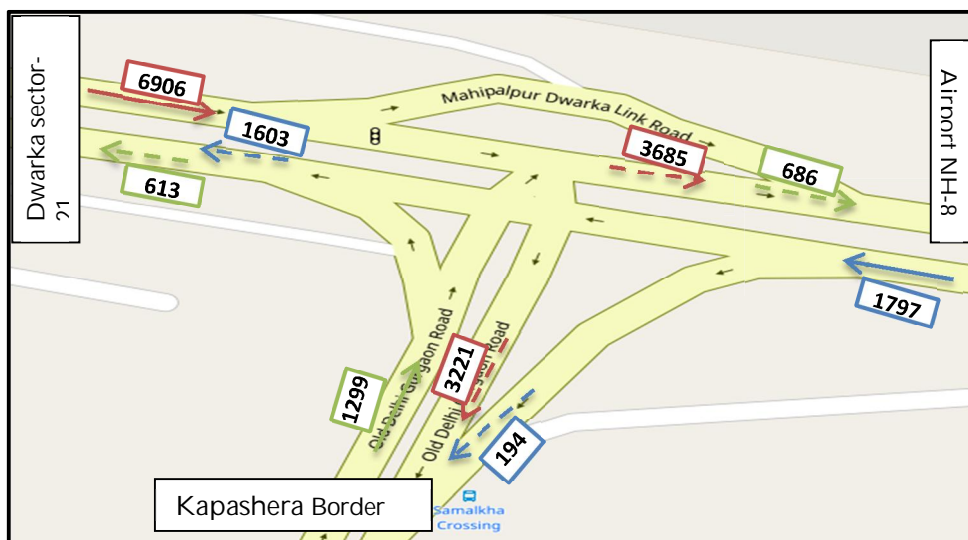 Dwarka sector-
21
6906
1603
613
Mahipalpur Dwarka Link Road
3685
686
Airport NH-8
1797
Old Delhi Gurgaon Road
3221
Old Delhi Gurgaon Road
1299
194
Kapashera Border
Samalkha
Crossing